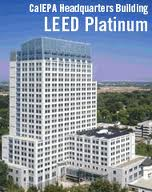 CalEPA Headquarters Building
LEED Platinum